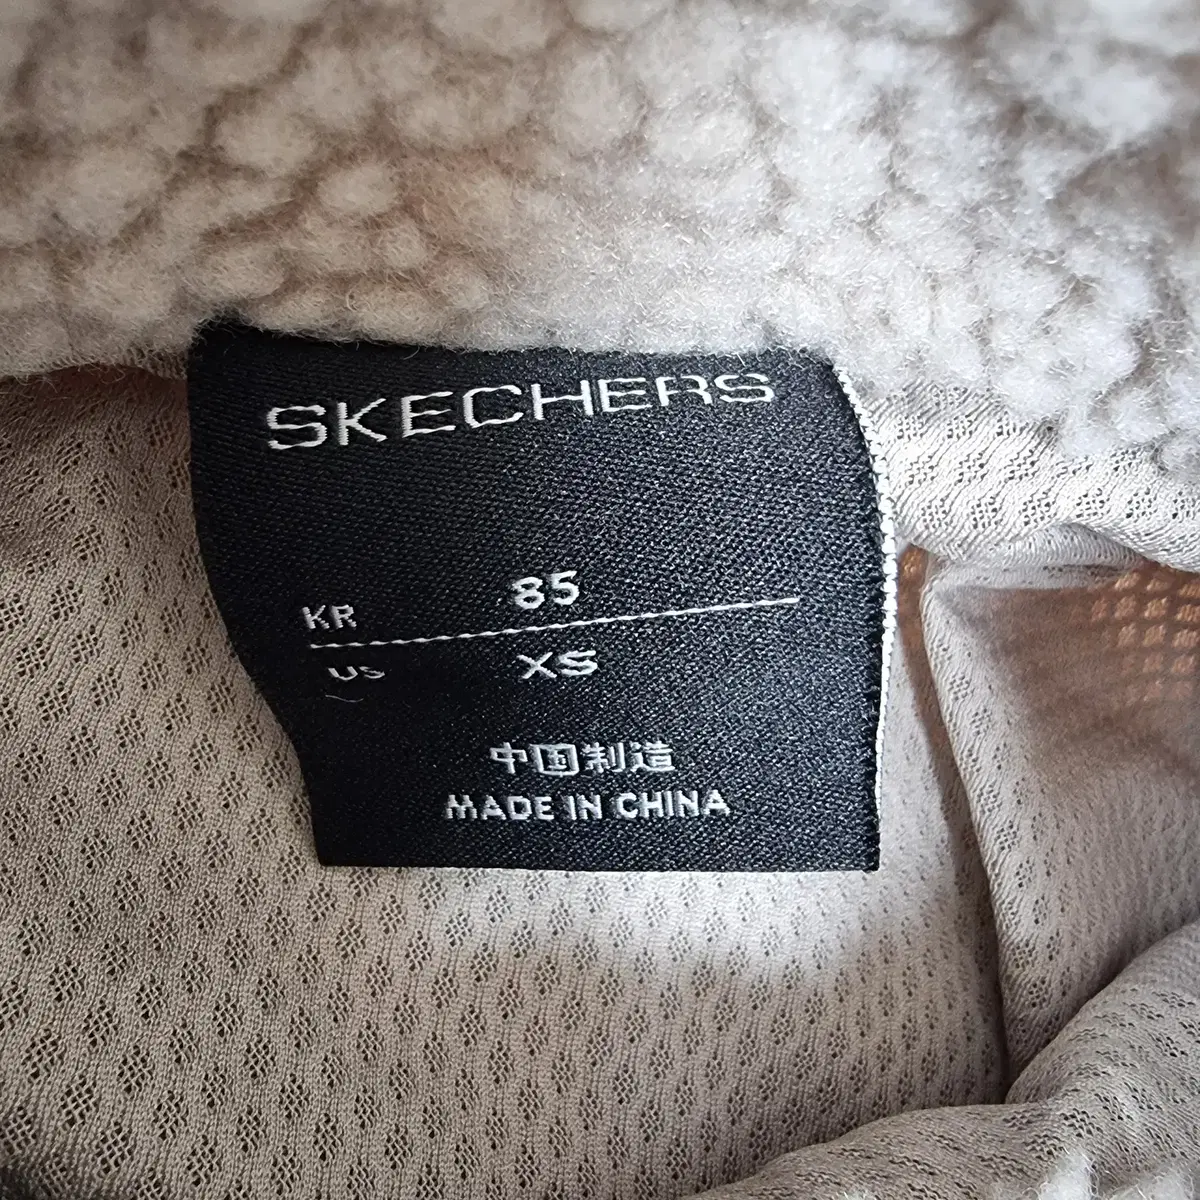 SKECHERS
KR 85
US XS
中国制造
MADE IN CHINA